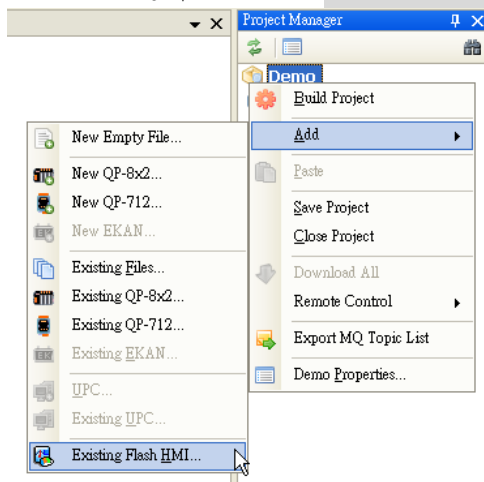 Project Manager
Demo
Build Project
Add
Paste
Save Project
Close Project
Download All
Remote Control
Export MQ Topic List
Demo Properties...
New Empty File...
New QP-8x2...
New QP-712...
New EKAN...
Existing Files...
Existing QP-8x2...
Existing QP-712...
Existing EKAN...
UPC...
Existing UPC...
Existing Flash HMI...